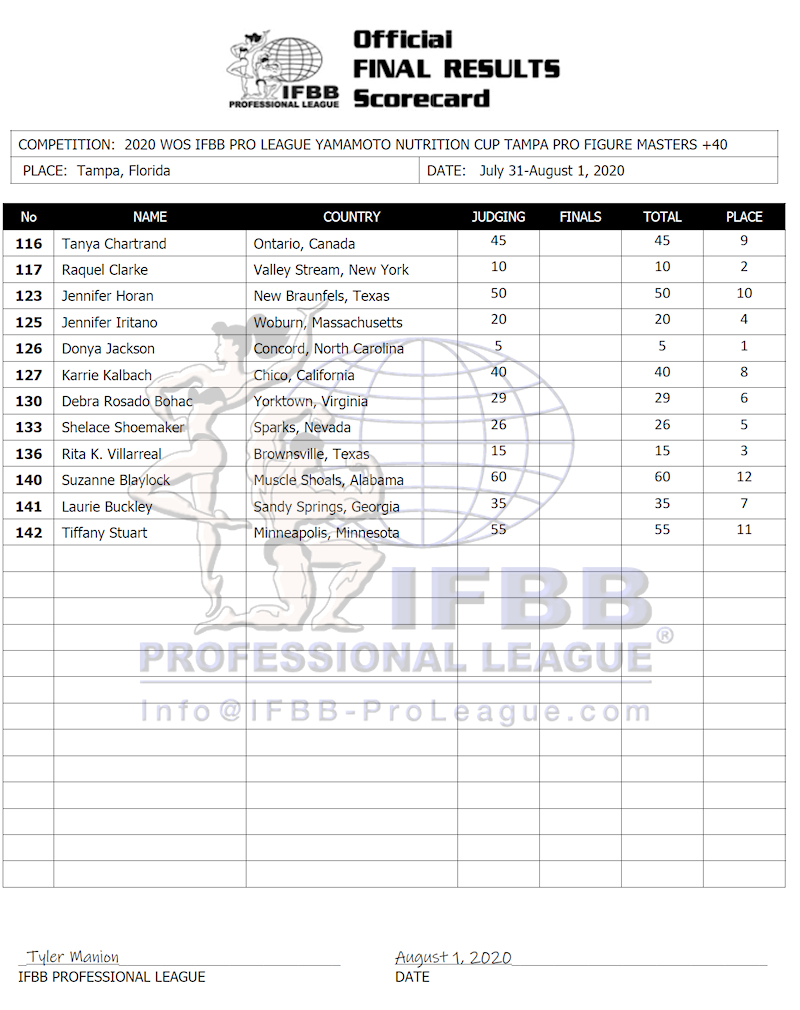 Official
FINAL RESULTS
Scorecard
IFBB
PROFESSIONAL LEAGUE
COMPETITION: 2020 WOS IFBB PRO LEAGUE YAMAMOTO NUTRITION CUP TAMPA PRO FIGURE MASTERS +40
PLACE: Tampa, Florida DATE: July 31-August 1, 2020
No NAME COUNTRY JUDGING FINALS TOTAL PLACE
116 Tanya Chartrand Ontario, Canada 45 45 9
117 Raquel Clarke Valley Stream, New York 10 10 2
123 Jennifer Horan New Braunfels, Texas 50 50 10
125 Jennifer Iritano Woburn, Massachusetts 20 20 4
126 Donya Jackson Concord, North Carolina 5 5 1
127 Karrie Kalbach Chico, California 40 40 8
130 Debra Rosado Bohac Yorktown, Virginia 29 29 6
133 Shelace Shoemaker Sparks, Nevada 26 26 5
136 Rita K. Villarreal Brownsville, Texas 15 15 3
140 Suzanne Blaylock Muscle Shoals, Alabama 60 60 12
141 Laurie Buckley Sandy Springs, Georgia 35 35 7
142 Tiffany Stuart Minneapolis, Minnesota 55 55 11
IFBB
PROFESSIONAL LEAGUE®
Info@IFBB-ProLeague.com
Tyler Manion August 1, 2020
IFBB PROFESSIONAL LEAGUE DATE